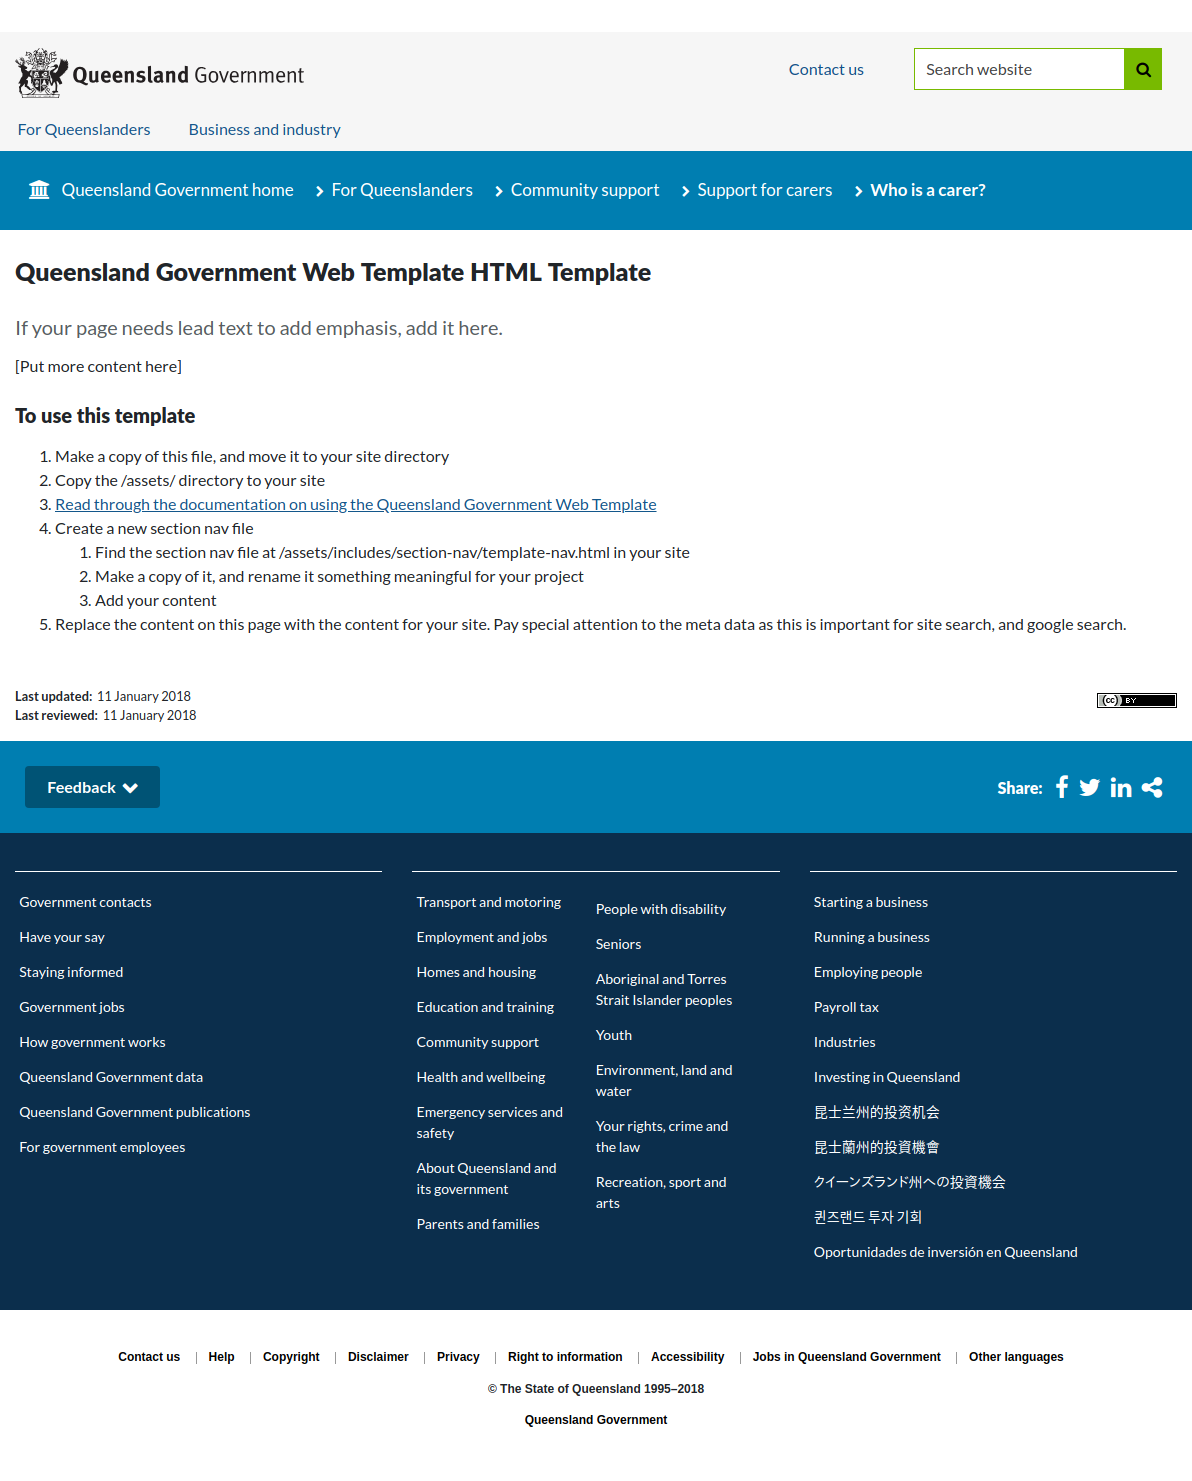 Queensland Government
Contact us
Search website
For Queenslanders
Business and industry
Queensland Government home
For Queenslanders
Community support
Support for carers
Who is a carer?
Queensland Government Web Template HTML Template
If your page needs lead text to add emphasis, add it here.
[Put more content here]
To use this template
1. Make a copy of this file, and move it to your site directory
2. Copy the /assets/ directory to your site
3. Read through the documentation on using the Queensland Government Web Template
4. Create a new section nav file
1. Find the section nav file at /assets/includes/section-nav/template-nav.html in your site
2. Make a copy of it, and rename it something meaningful for your project
3. Add your content
5. Replace the content on this page with the content for your site. Pay special attention to the meta data as this is important for site search, and google search.
Last updated: 11 January 2018
Last reviewed: 11 January 2018
cc BY
Feedback
Share:
Government contacts
Have your say
Staying informed
Government jobs
How government works
Queensland Government data
Queensland Government publications
For government employees
Transport and motoring
Employment and jobs
Homes and housing
Education and training
Community support
Health and wellbeing
Emergency services and
safety
About Queensland and
its government
Parents and families
People with disability
Seniors
Aboriginal and Torres
Strait Islander peoples
Youth
Environment, land and
water
Your rights, crime and
the law
Recreation, sport and
arts
Starting a business
Running a business
Employing people
Payroll tax
Industries
Investing in Queensland
昆士兰州的投资机会
昆士蘭州的投資機會
クイーンズランド州への投資機会
퀸즈랜드 투자 기회
Oportunidades de inversión en Queensland
Contact us
Help
Copyright
Disclaimer
Privacy
Right to information
Accessibility
Jobs in Queensland Government
Other languages
© The State of Queensland 1995–2018
Queensland Government